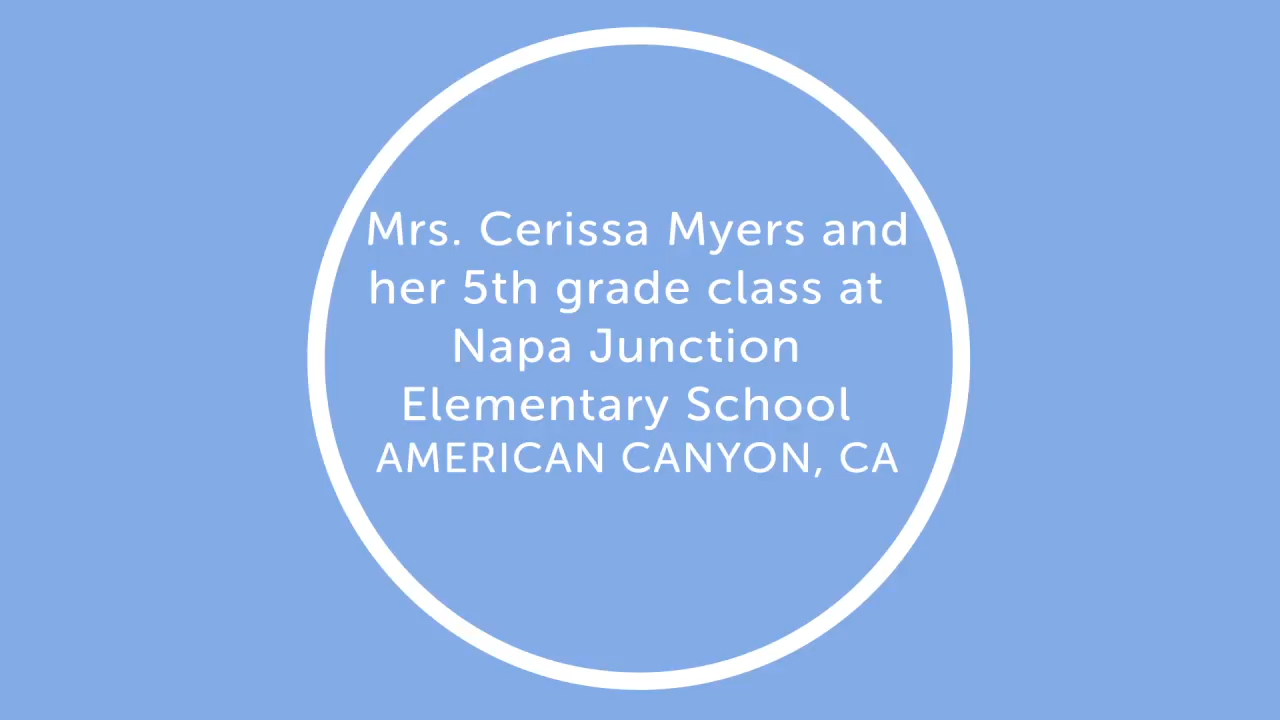 Mrs. Cerissa Myers and
her 5th grade class at
Napa Junction
Elementary School
AMERICAN CANYON, CA